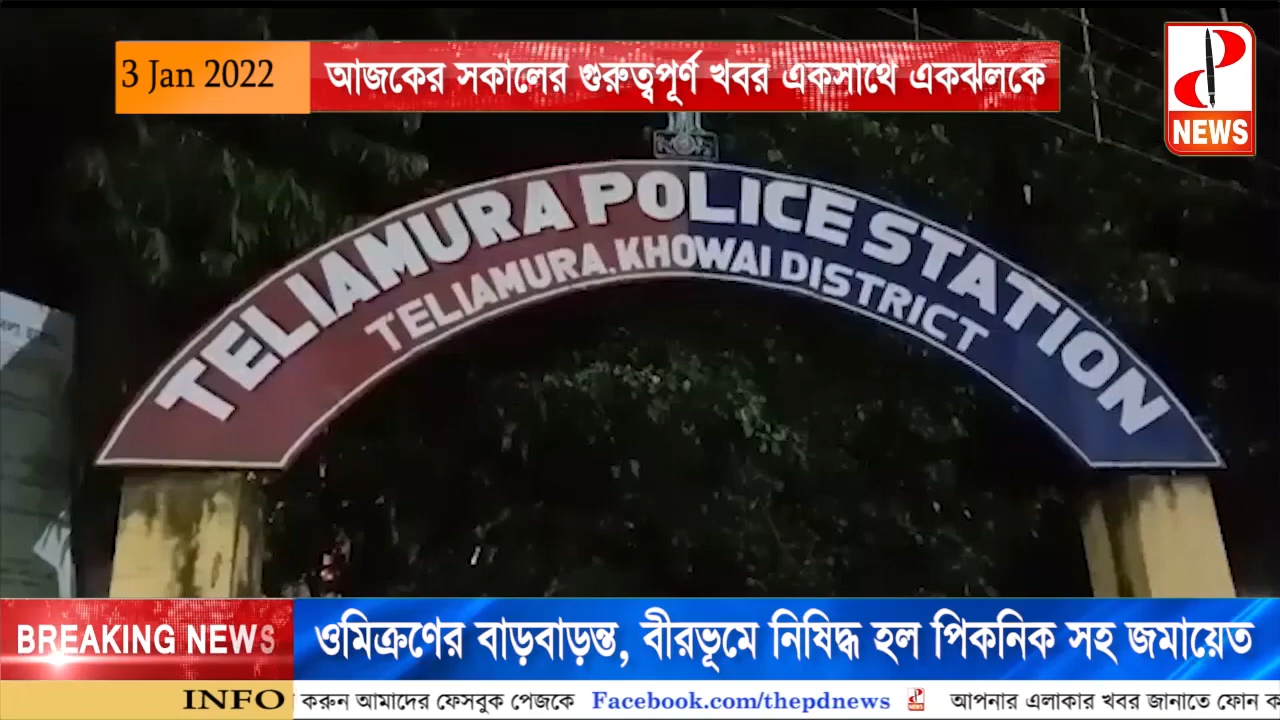 3 Jan 2022
আজকের সকালের গুরুত্বপূর্ণ খবর একসাথে একঝলকে
P
NEWS
TELIAMURA POLICE STATION
TELIAMURA. KHOWAI DISTRICT
BREAKING NEWS
ওমিক্রণের বাড়বাড়ন্ত, বীরভূমে নিষিদ্ধ হল পিকনিক সহ জমায়েত
INFO করুন আমাদের ফেসবুক পেজকে Facebook.com/thepdnews P NEWS আপনার এলাকার খবর জানাতে ফোন